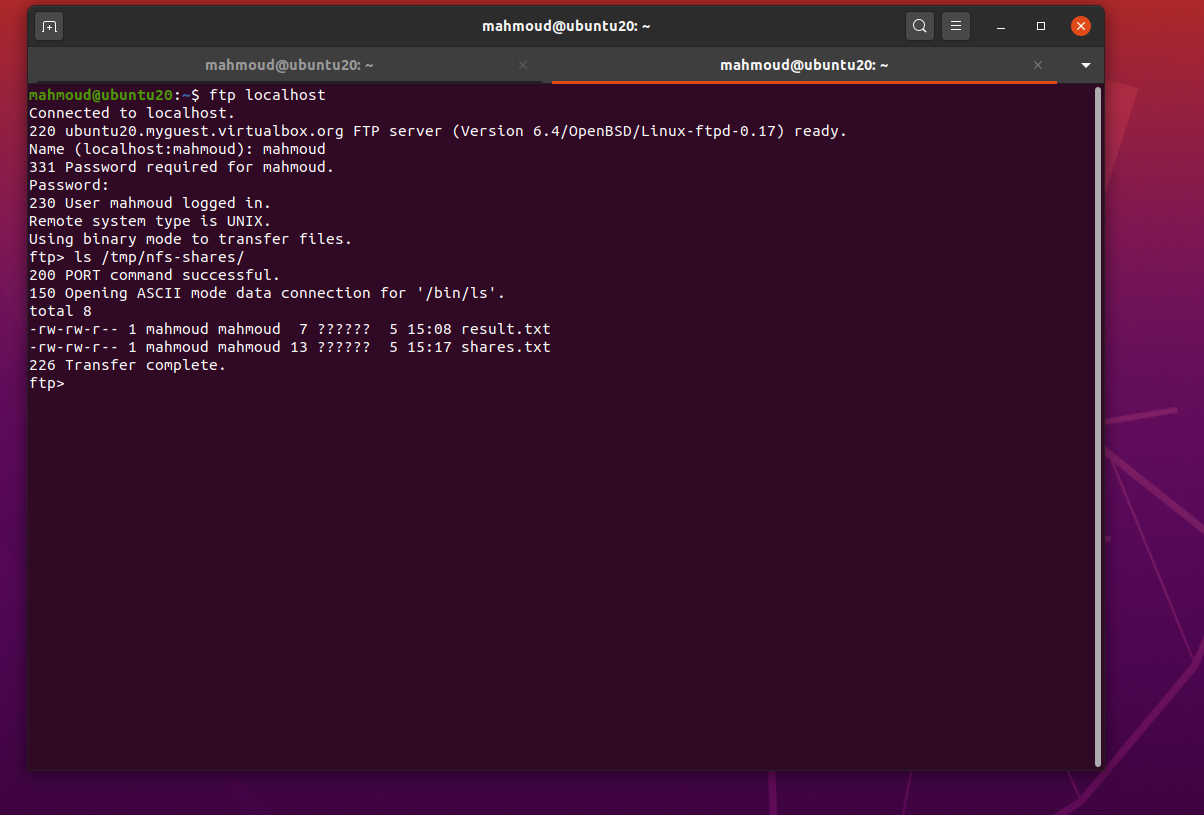 mahmoud@ubuntu20: ~
mahmoud@ubuntu20: ~
mahmoud@ubuntu20: ~
mahmoud@ubuntu20:~$ ftp localhost
Connected to localhost.
220 ubuntu20.myguest.virtualbox.org FTP server (Version 6.4/OpenBSD/Linux-ftpd-0.17) ready.
Name (localhost:mahmoud): mahmoud
331 Password required for mahmoud.
Password:
230 User mahmoud logged in.
Remote system type is UNIX.
Using binary mode to transfer files.
ftp> ls /tmp/nfs-shares/
200 PORT command successful.
150 Opening ASCII mode data connection for '/bin/ls'.
total 8
-rw-rw-r-- 1 mahmoud mahmoud  7 ??????  5 15:08 result.txt
-rw-rw-r-- 1 mahmoud mahmoud 13 ??????  5 15:17 shares.txt
226 Transfer complete.
ftp>